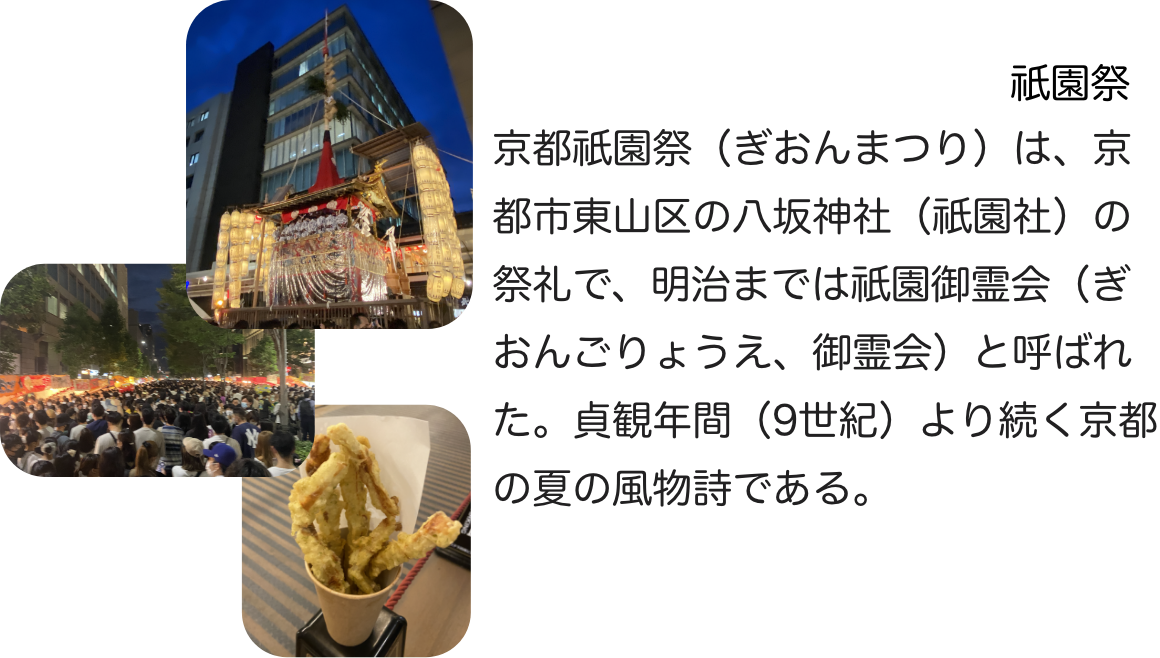 祇園祭
京都祇園祭（ぎおんまつり）は、京
都市東山区の八坂神社（祇園社）の
祭礼で、明治までは祇園御霊会（ぎ
おんごりょうえ、御霊会）と呼ばれ
た。貞観年間（9世紀）より続く京都
の夏の風物詩である。